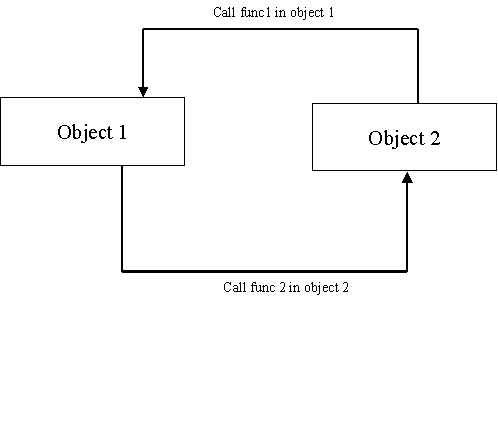 Call func1 in object 1
Object 1
Object 2
Call func 2 in object 2